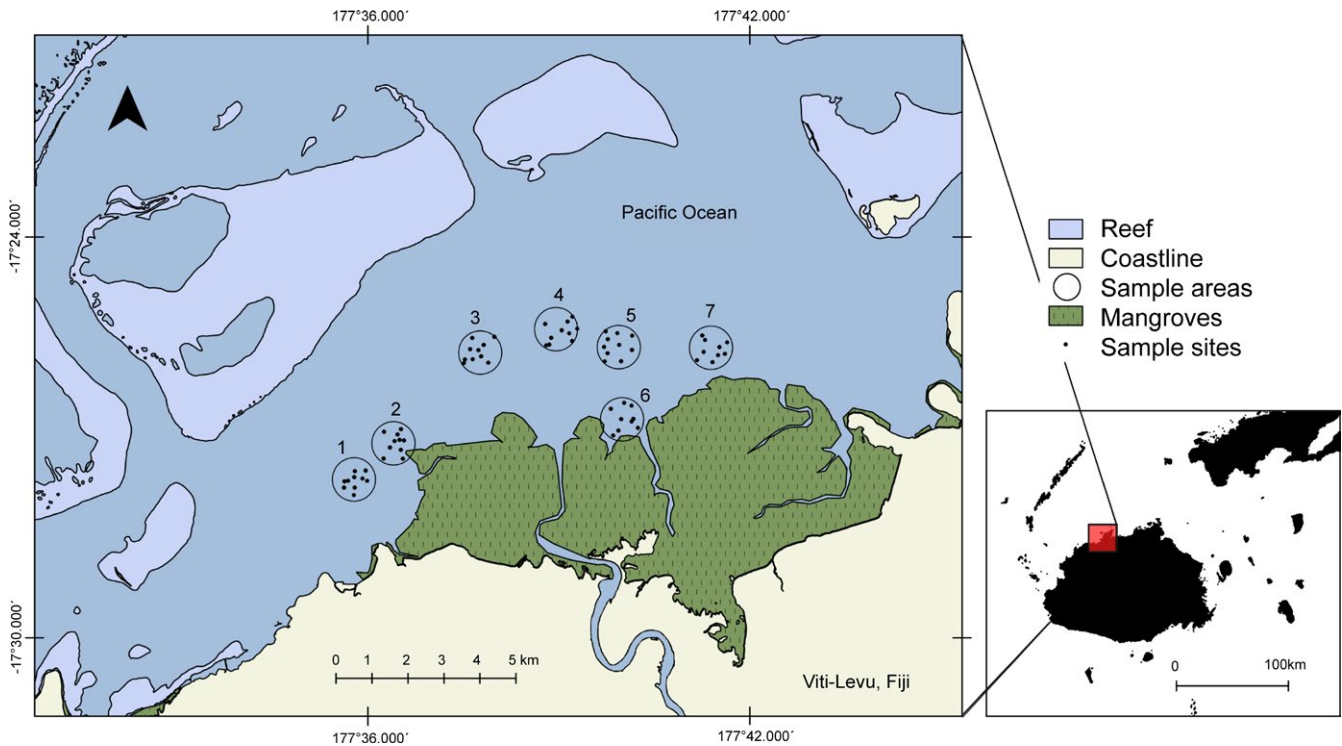 177°36.000´
177°42.000´
-17°24.000´
-17°30.000´
Pacific Ocean
1
2
3
4
5
6
7
0 1 2 3 4 5 km
Viti-Levu, Fiji
177°36.000´
177°42.000´
Reef
Coastline
Sample areas
Mangroves
Sample sites
0 100km